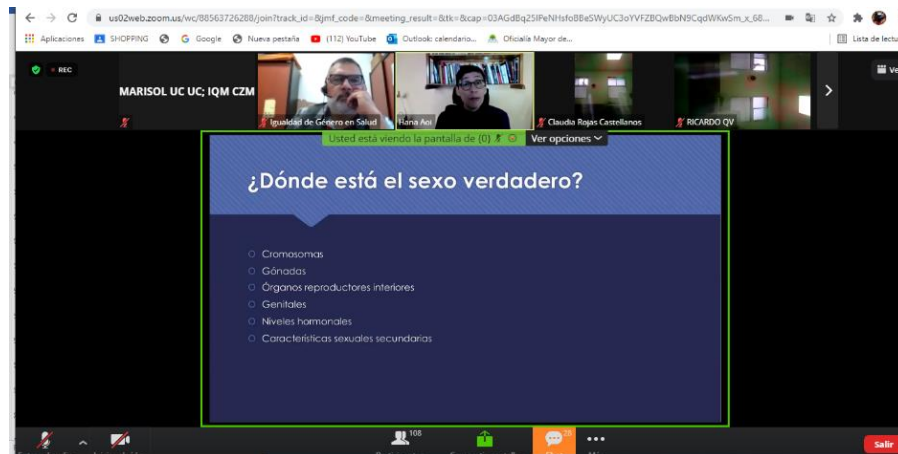 us02web.zoom.us/wc/88563726288/join?track_id=&jmf_code=&meeting_result=&tk=&cap=03AGdBq25IPeNHsfoBBeSWyUC3oYVFZBQwBbN9CqdWKwSm_x_68...
Aplicaciones SHOPPING Google Nueva pestaña (112) YouTube Outlook: calendario... Oficialía Mayor de... Lista de lectu
REC
MARISOL UC UC; IQM CZM
Ve
Igualdad de Género en Salud Hana Aoi Claudia Rojas Castellanos RICARDO QV
Usted está viendo la pantalla de (0) Ver opciones
¿Dónde está el sexo verdadero?
Cromosomas
Gónadas
Órganos reproductores interiores
Genitales
Niveles hormonales
Características sexuales secundarias
108
28
Salir